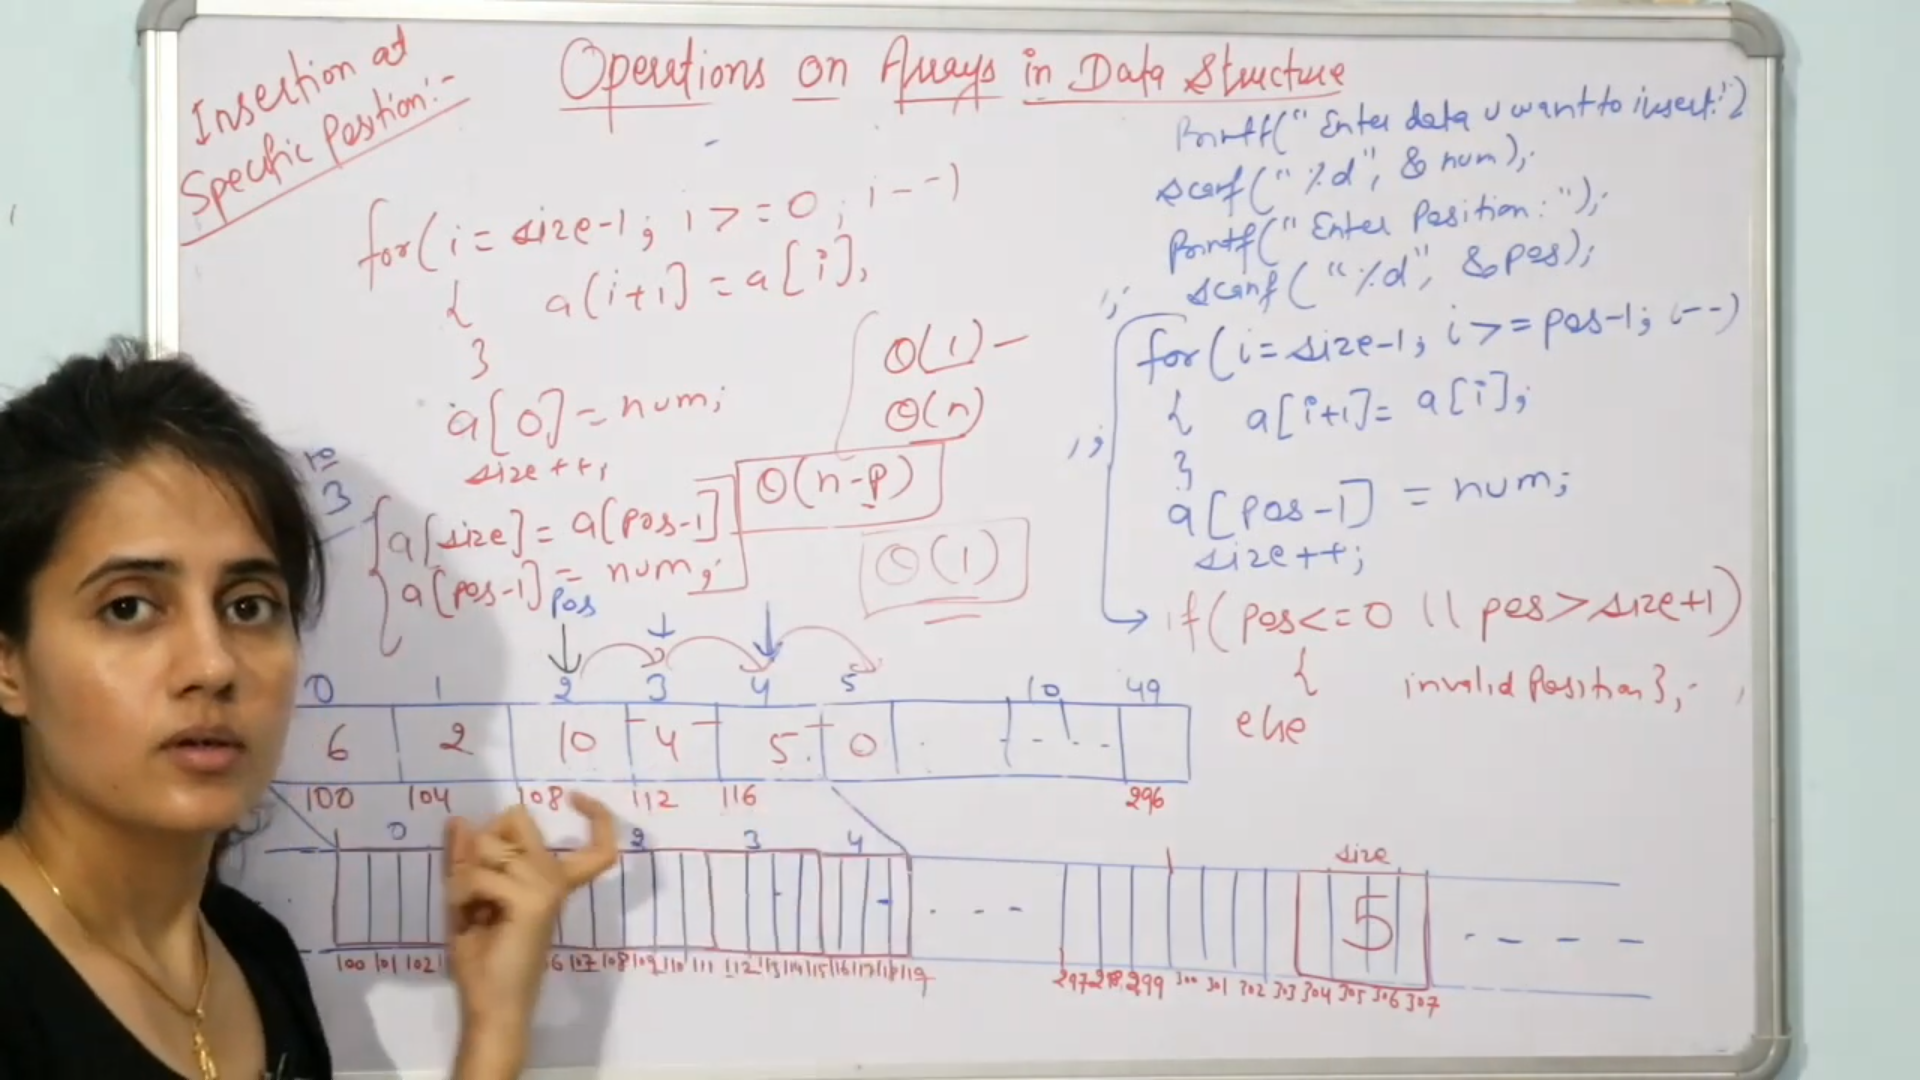 Insertion at
Specific Position:-
Operations on Arrays in Data Structure
for(i=size-1; i>=0; i--)
{ a(i+1]=a[i],
}
a[0]=num;
size++;
3
a[size]=a[pos-1]
a[pos-1]=num;
Θ(1)-
Θ(n)
Θ(n-p)
Θ(1)
Printf("Enter data u want to insert:")
scanf("%d", &num);
Printf("Enter Position:");
scanf("%d", &pos);
for(i=size-1; i>=pos-1; i--)
{ a[i+1]=a[i];
}
a[pos-1]=num;
size++;
if(pos<=0 || pos>size+1)
{ invalid Position};
else
pos
0 1 2 3 4 5 10 49
6 2 10 4 5 0
100 104 108 112 116 296
0 2 3 4 size
5
100 101 102 107 108 109 110 111 112 113 114 115 116 117 118 119 297 298 299 300 301 302 303 304 305 306 307